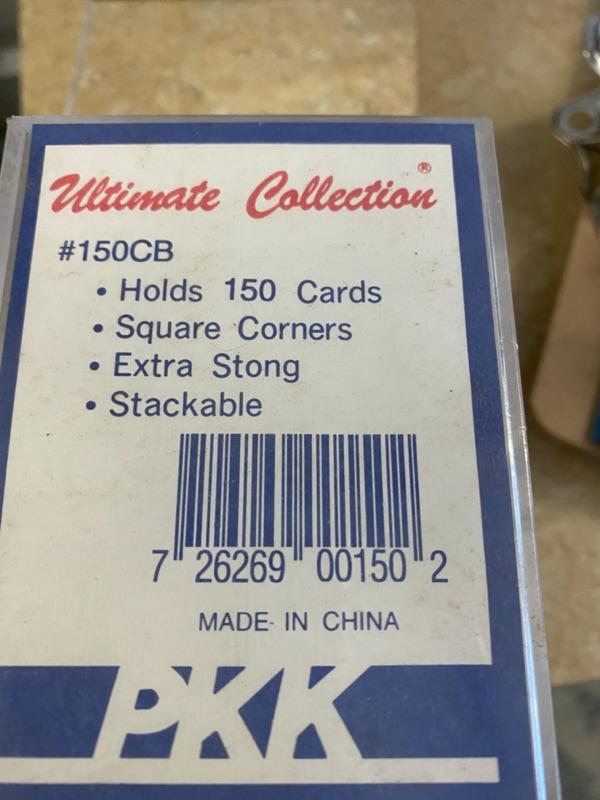 Ultimate Collection®
#150CB
• Holds 150 Cards
• Square Corners
• Extra Stong
• Stackable
7 26269 00150 2
MADE- IN CHINA
PKK